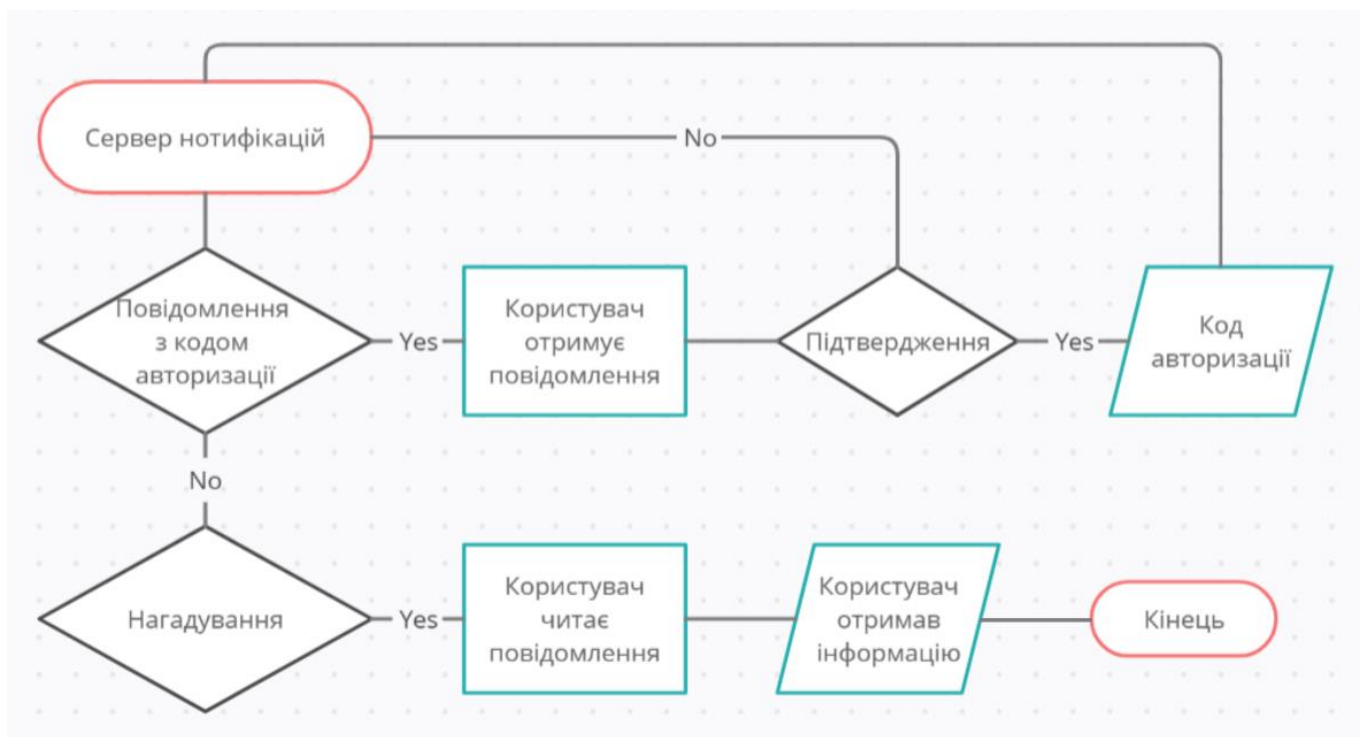 Сервер нотифікацій
No
Повідомлення
з кодом
авторизації
Yes
Користувач
отримує
повідомлення
Підтвердження
Yes
Код
авторизації
No
Нагадування
Yes
Користувач
читає
повідомлення
Користувач
отримав
інформацію
Кінець